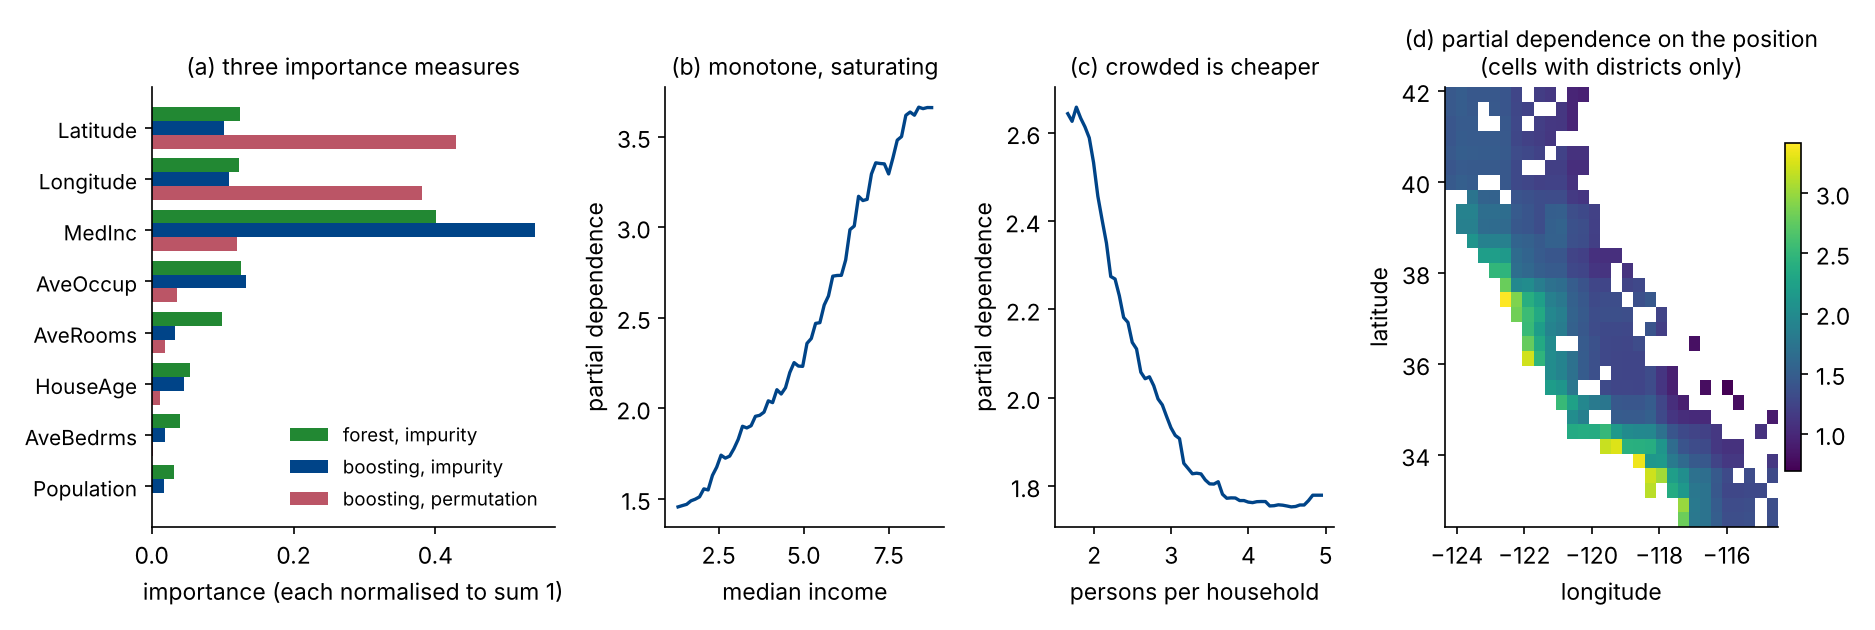 (a) three importance measures
Latitude
Longitude
MedInc
AveOccup
AveRooms
HouseAge
AveBedrms
Population
forest, impurity
boosting, impurity
boosting, permutation
0.0 0.2 0.4
importance (each normalised to sum 1)
(b) monotone, saturating
partial dependence
3.5
3.0
2.5
2.0
1.5
2.5 5.0 7.5
median income
(c) crowded is cheaper
partial dependence
2.6
2.4
2.2
2.0
1.8
2 3 4 5
persons per household
(d) partial dependence on the position
(cells with districts only)
latitude
42
40
38
36
34
−124 −122 −120 −118 −116
longitude
3.0
2.5
2.0
1.5
1.0